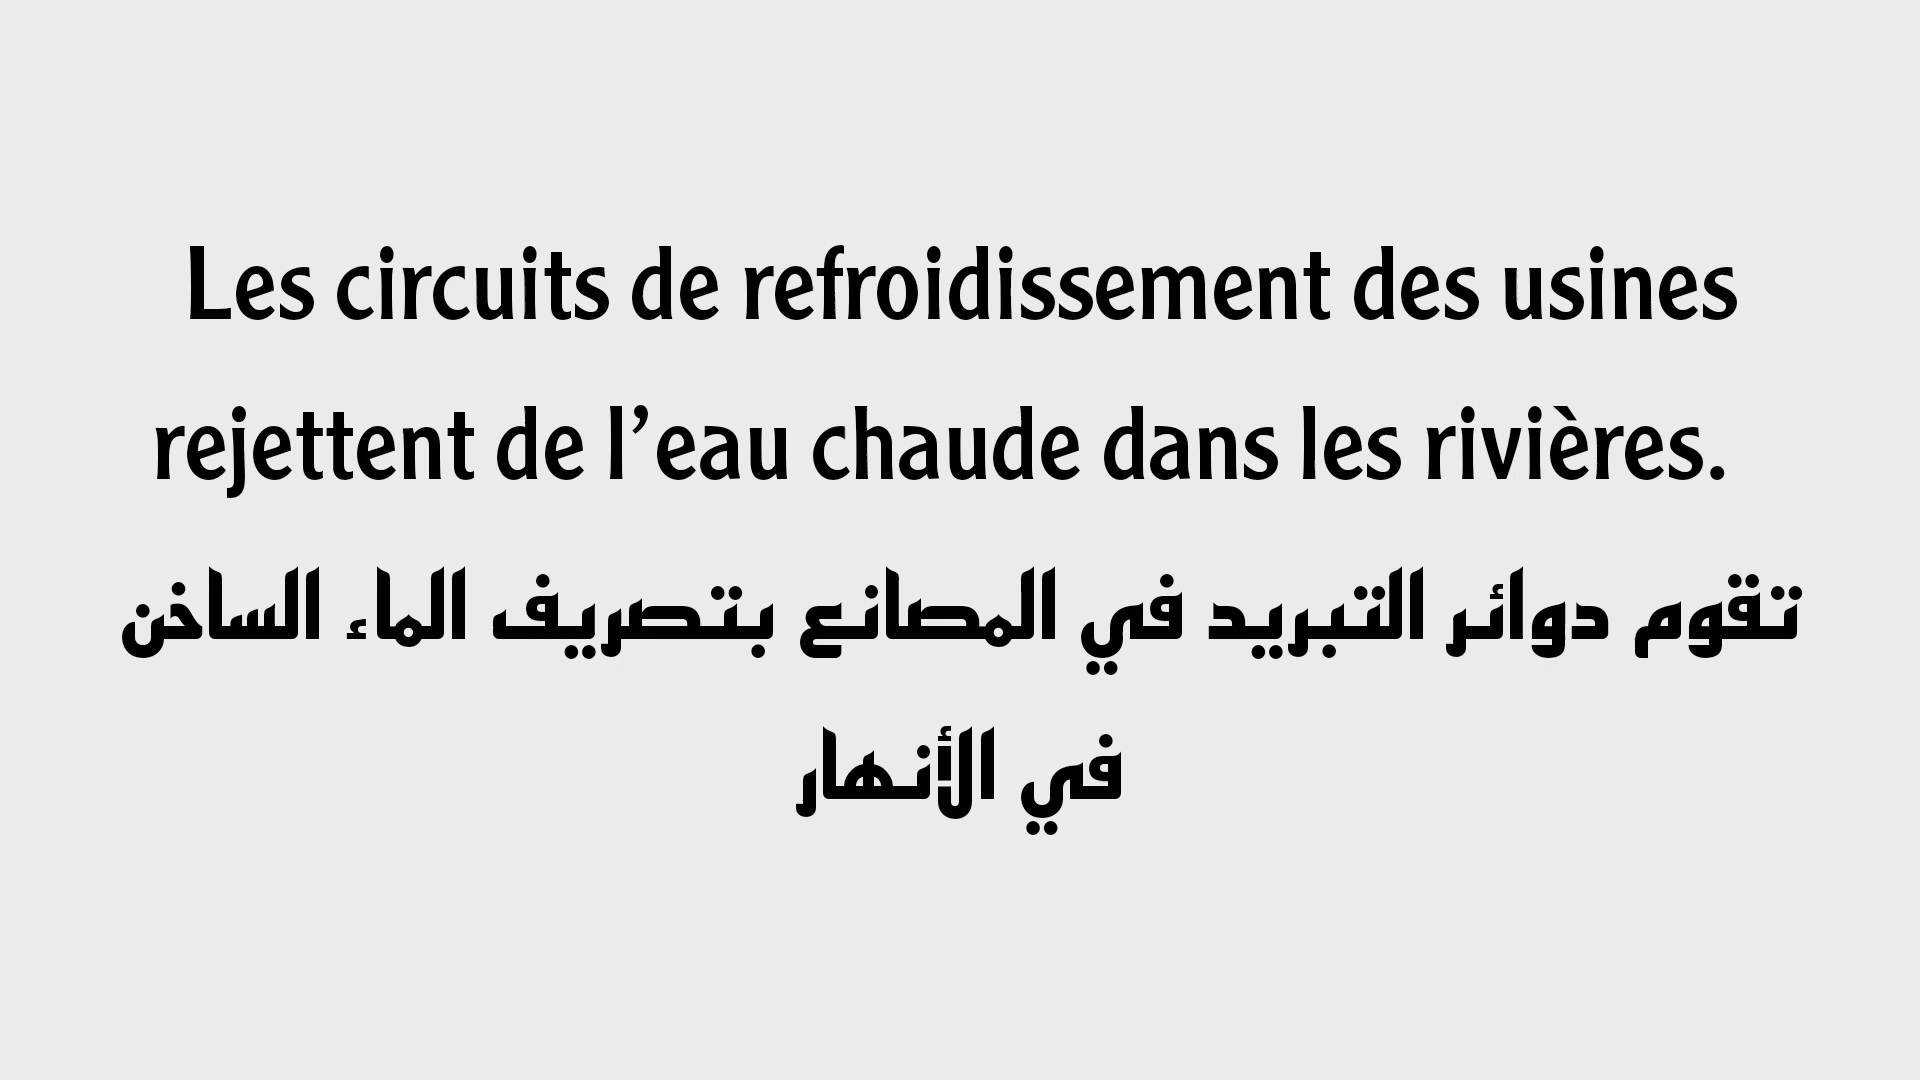 Les circuits de refroidissement des usines
rejettent de l’eau chaude dans les rivières.
تقوم دوائر التبريد في المصانع بتصريف الماء الساخن
في الأنهار